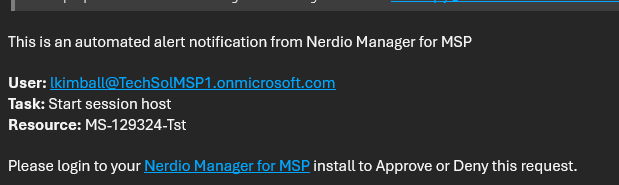 This is an automated alert notification from Nerdio Manager for MSP
User: lkimball@TechSolMSP1.onmicrosoft.com
Task: Start session host
Resource: MS-129324-Tst
Please login to your Nerdio Manager for MSP install to Approve or Deny this request.